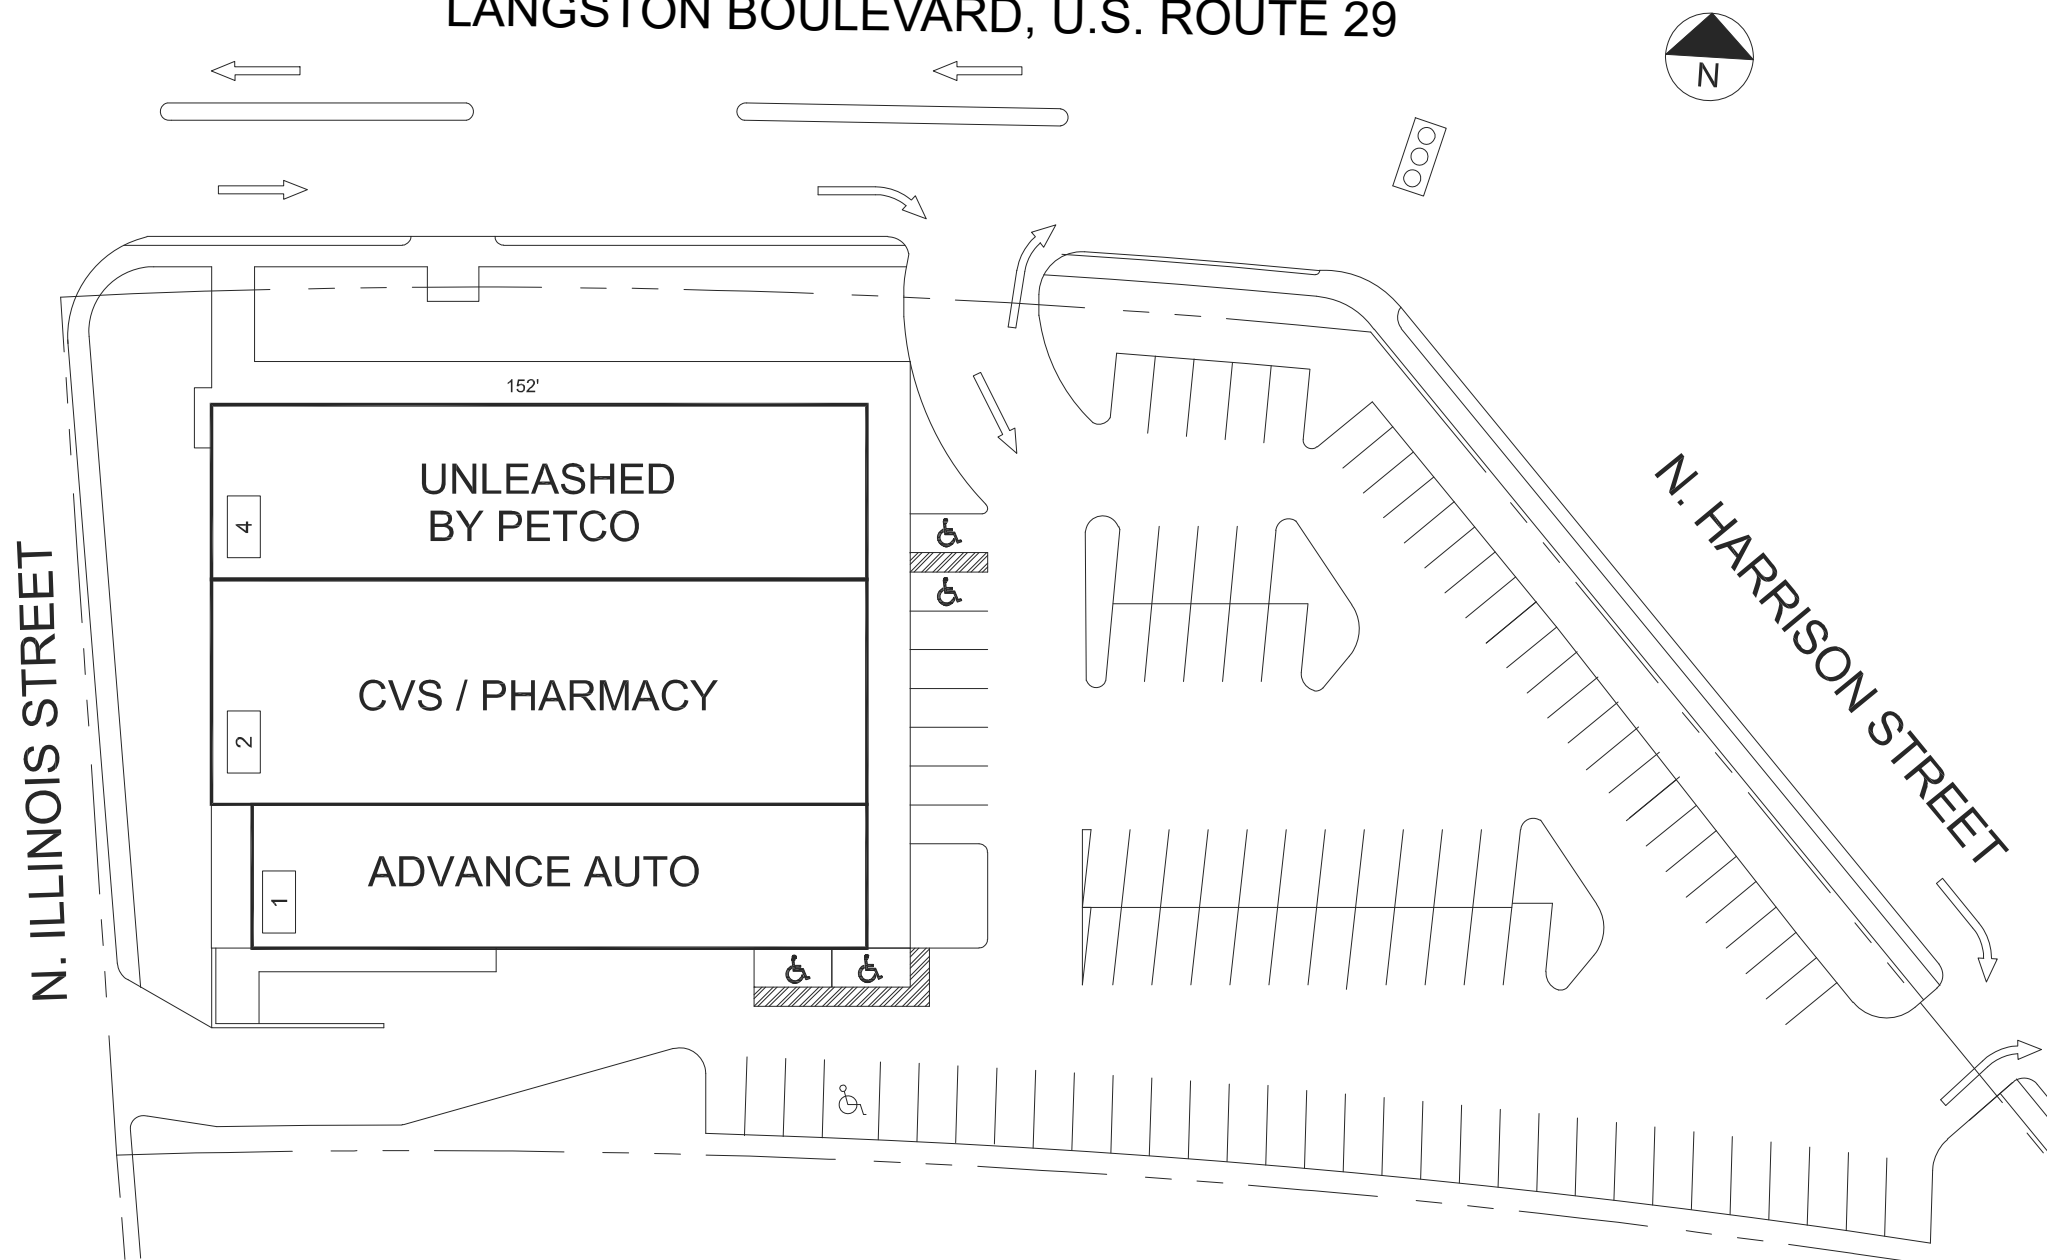 LANGSTON BOULEVARD, U.S. ROUTE 29
N
152'
UNLEASHED
BY PETCO
4
CVS / PHARMACY
2
ADVANCE AUTO
1
N. ILLINOIS STREET
N. HARRISON STREET